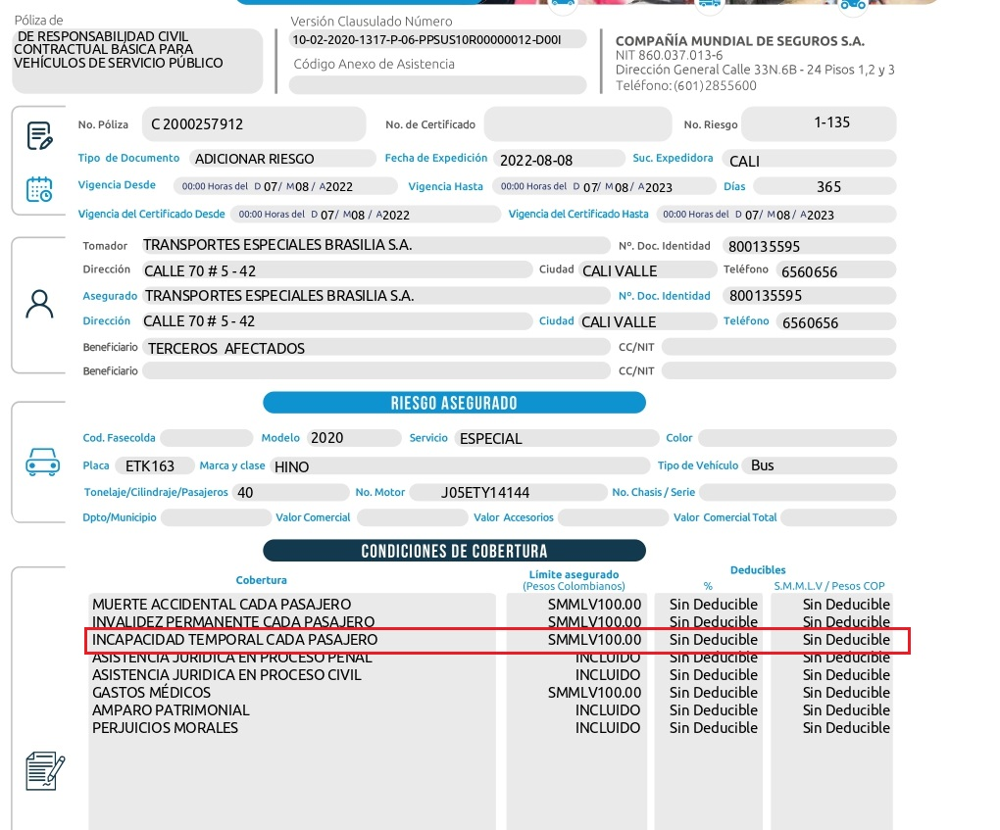 Póliza de
DE RESPONSABILIDAD CIVIL
CONTRACTUAL BÁSICA PARA
VEHÍCULOS DE SERVICIO PÚBLICO
Versión Clausulado Número
10-02-2020-1317-P-06-PPSUS10R00000012-D00I
Código Anexo de Asistencia
COMPAÑÍA MUNDIAL DE SEGUROS S.A.
NIT 860.037.013-6
Dirección General Calle 33N.6B - 24 Pisos 1,2 y 3
Teléfono: (601) 2855600
No. Póliza C 2000257912 No. de Certificado No. Riesgo 1-135
Tipo de Documento ADICIONAR RIESGO Fecha de Expedición 2022-08-08 Suc. Expedidora CALI
Vigencia Desde 00:00 Horas del D 07/ M 08 / A 2022 Vigencia Hasta 00:00 Horas del D 07/ M 08 / A 2023 Días 365
Vigencia del Certificado Desde 00:00 Horas del D 07/ M 08 / A 2022 Vigencia del Certificado Hasta 00:00 Horas del D 07/ M 08 / A 2023
Tomador TRANSPORTES ESPECIALES BRASILIA S.A. Nº. Doc. Identidad 800135595
Dirección CALLE 70 # 5 - 42 Ciudad CALI VALLE Teléfono 6560656
Asegurado TRANSPORTES ESPECIALES BRASILIA S.A. Nº. Doc. Identidad 800135595
Dirección CALLE 70 # 5 - 42 Ciudad CALI VALLE Teléfono 6560656
Beneficiario TERCEROS AFECTADOS CC/NIT
Beneficiario CC/NIT
RIESGO ASEGURADO
Cod. Fasecolda Modelo 2020 Servicio ESPECIAL Color
Placa ETK163 Marca y clase HINO Tipo de Vehículo Bus
Tonelaje/Cilindraje/Pasajeros 40 No. Motor J05ETY14144 No. Chasis / Serie
Dpto/Municipio Valor Comercial Valor Accesorios Valor Comercial Total
CONDICIONES DE COBERTURA
Cobertura Límite asegurado (Pesos Colombianos) Deducibles
% S.M.M.L.V / Pesos COP
MUERTE ACCIDENTAL CADA PASAJERO SMMLV100.00 Sin Deducible Sin Deducible
INVALIDEZ PERMANENTE CADA PASAJERO SMMLV100.00 Sin Deducible Sin Deducible
INCAPACIDAD TEMPORAL CADA PASAJERO SMMLV100.00 Sin Deducible Sin Deducible
ASISTENCIA JURIDICA EN PROCESO PENAL INCLUIDO Sin Deducible Sin Deducible
ASISTENCIA JURIDICA EN PROCESO CIVIL INCLUIDO Sin Deducible Sin Deducible
GASTOS MÉDICOS SMMLV100.00 Sin Deducible Sin Deducible
AMPARO PATRIMONIAL INCLUIDO Sin Deducible Sin Deducible
PERJUICIOS MORALES INCLUIDO Sin Deducible Sin Deducible